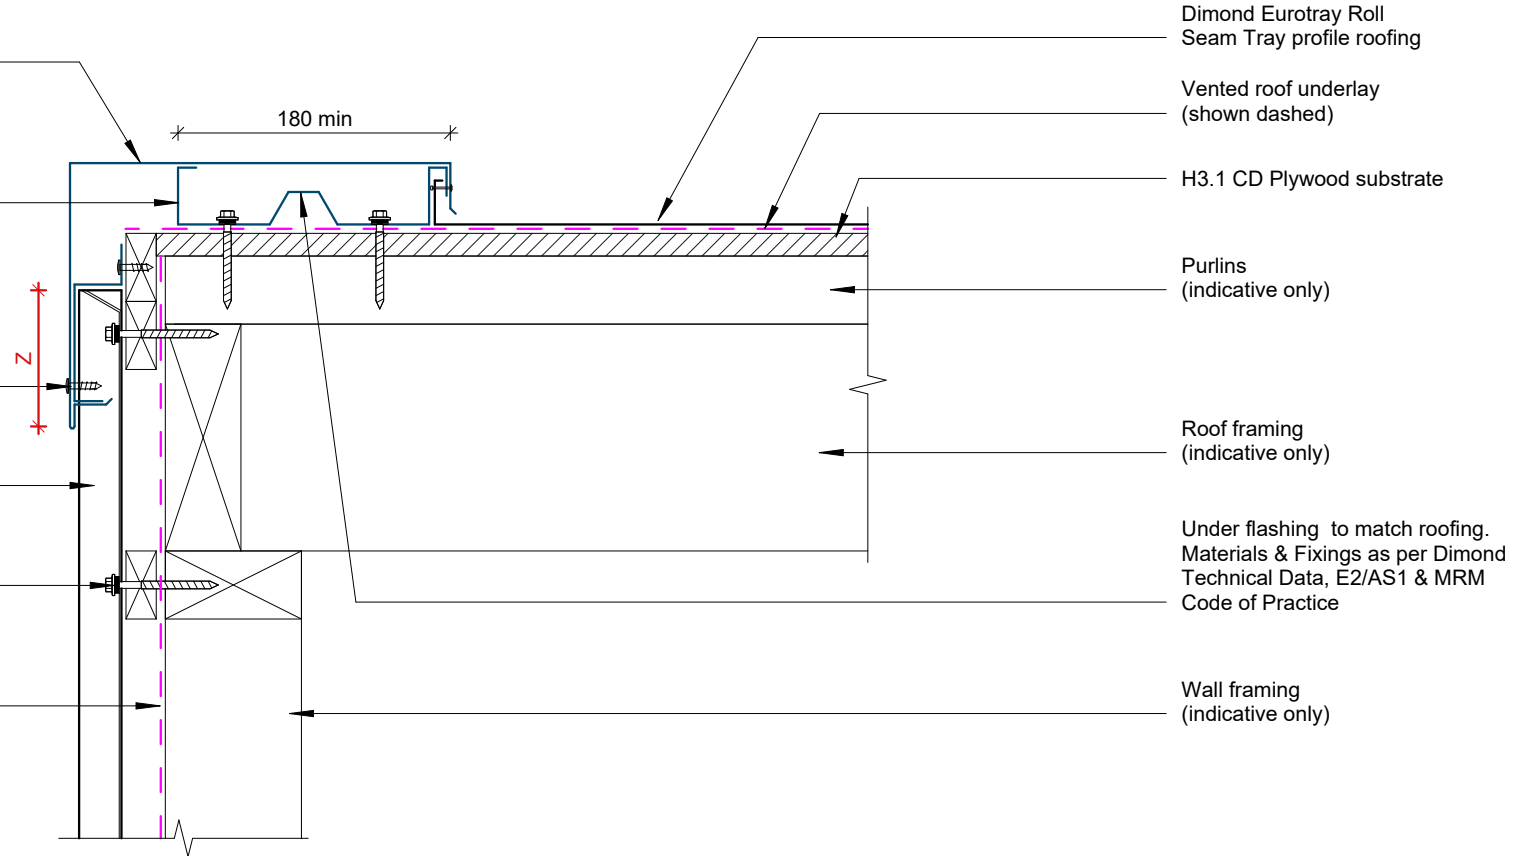 Dimond Eurotray Roll
Seam Tray profile roofing
180 min
Vented roof underlay
(shown dashed)
H3.1 CD Plywood substrate
Purlins
(indicative only)
Z
Roof framing
(indicative only)
Under flashing  to match roofing.
Materials & Fixings as per Dimond
Technical Data, E2/AS1 & MRM
Code of Practice
Wall framing
(indicative only)